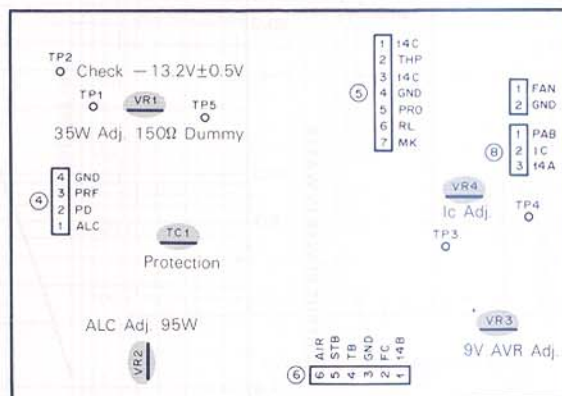 TP2
Check −13.2V±0.5V
TP1
VR1
TP5
35W Adj. 150Ω Dummy
④
4 GND
3 PRF
2 PD
1 ALC
TC1
Protection
ALC Adj. 95W
VR2
⑤
1 14C
2 THP
3 14C
4 GND
5 PRO
6 RL
7 MK
1 FAN
2 GND
⑧
1 PAB
2 IC
3 14A
VR4
Ic Adj.
TP4
TP3
VR3
9V AVR Adj.
⑥
6 AIR
5 STB
4 TB
3 GND
2 FC
1 14B